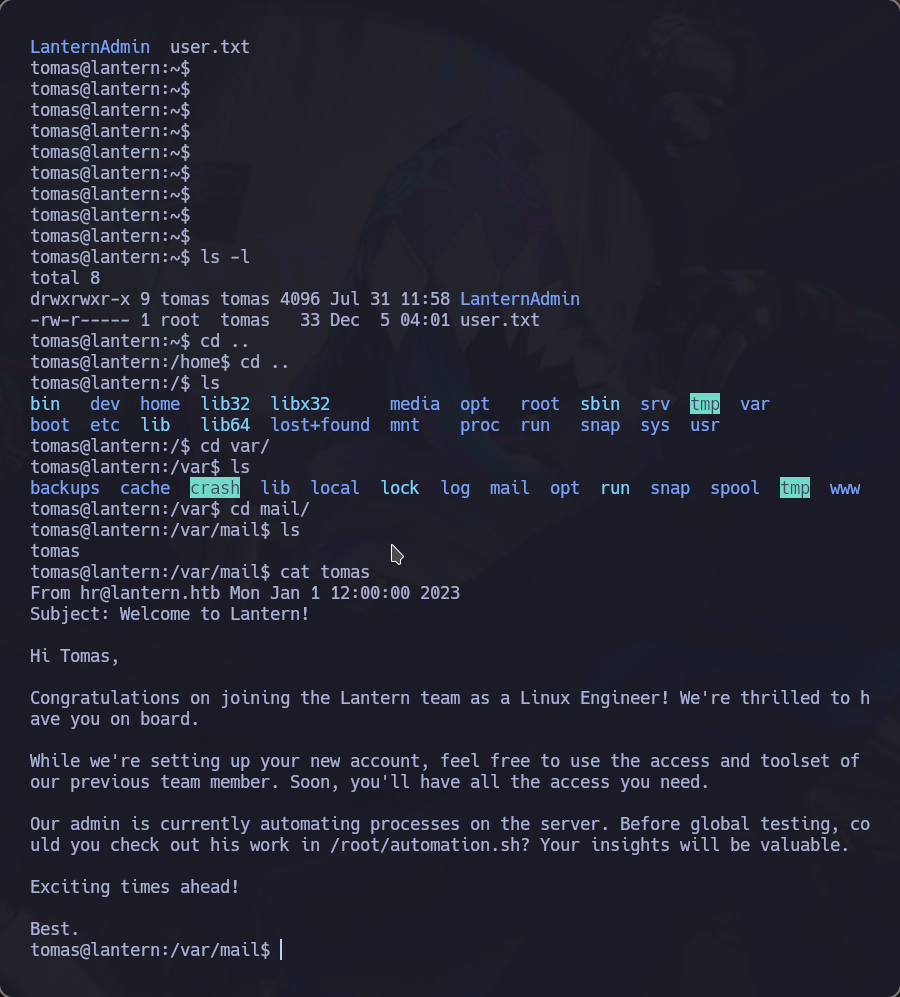 LanternAdmin  user.txt
tomas@lantern:~$
tomas@lantern:~$
tomas@lantern:~$
tomas@lantern:~$
tomas@lantern:~$
tomas@lantern:~$
tomas@lantern:~$
tomas@lantern:~$
tomas@lantern:~$
tomas@lantern:~$ ls -l
total 8
drwxrwxr-x 9 tomas tomas 4096 Jul 31 11:58 LanternAdmin
-rw-r----- 1 root  tomas   33 Dec  5 04:01 user.txt
tomas@lantern:~$ cd ..
tomas@lantern:/home$ cd ..
tomas@lantern:/$ ls
bin   dev  home  lib32  libx32      media  opt   root  sbin  srv  tmp  var
boot  etc  lib   lib64  lost+found  mnt    proc  run   snap  sys  usr
tomas@lantern:/$ cd var/
tomas@lantern:/var$ ls
backups  cache  crash  lib  local  lock  log  mail  opt  run  snap  spool  tmp  www
tomas@lantern:/var$ cd mail/
tomas@lantern:/var/mail$ ls
tomas
tomas@lantern:/var/mail$ cat tomas
From hr@lantern.htb Mon Jan 1 12:00:00 2023
Subject: Welcome to Lantern!

Hi Tomas,

Congratulations on joining the Lantern team as a Linux Engineer! We're thrilled to h
ave you on board.

While we're setting up your new account, feel free to use the access and toolset of
our previous team member. Soon, you'll have all the access you need.

Our admin is currently automating processes on the server. Before global testing, co
uld you check out his work in /root/automation.sh? Your insights will be valuable.

Exciting times ahead!

Best.
tomas@lantern:/var/mail$